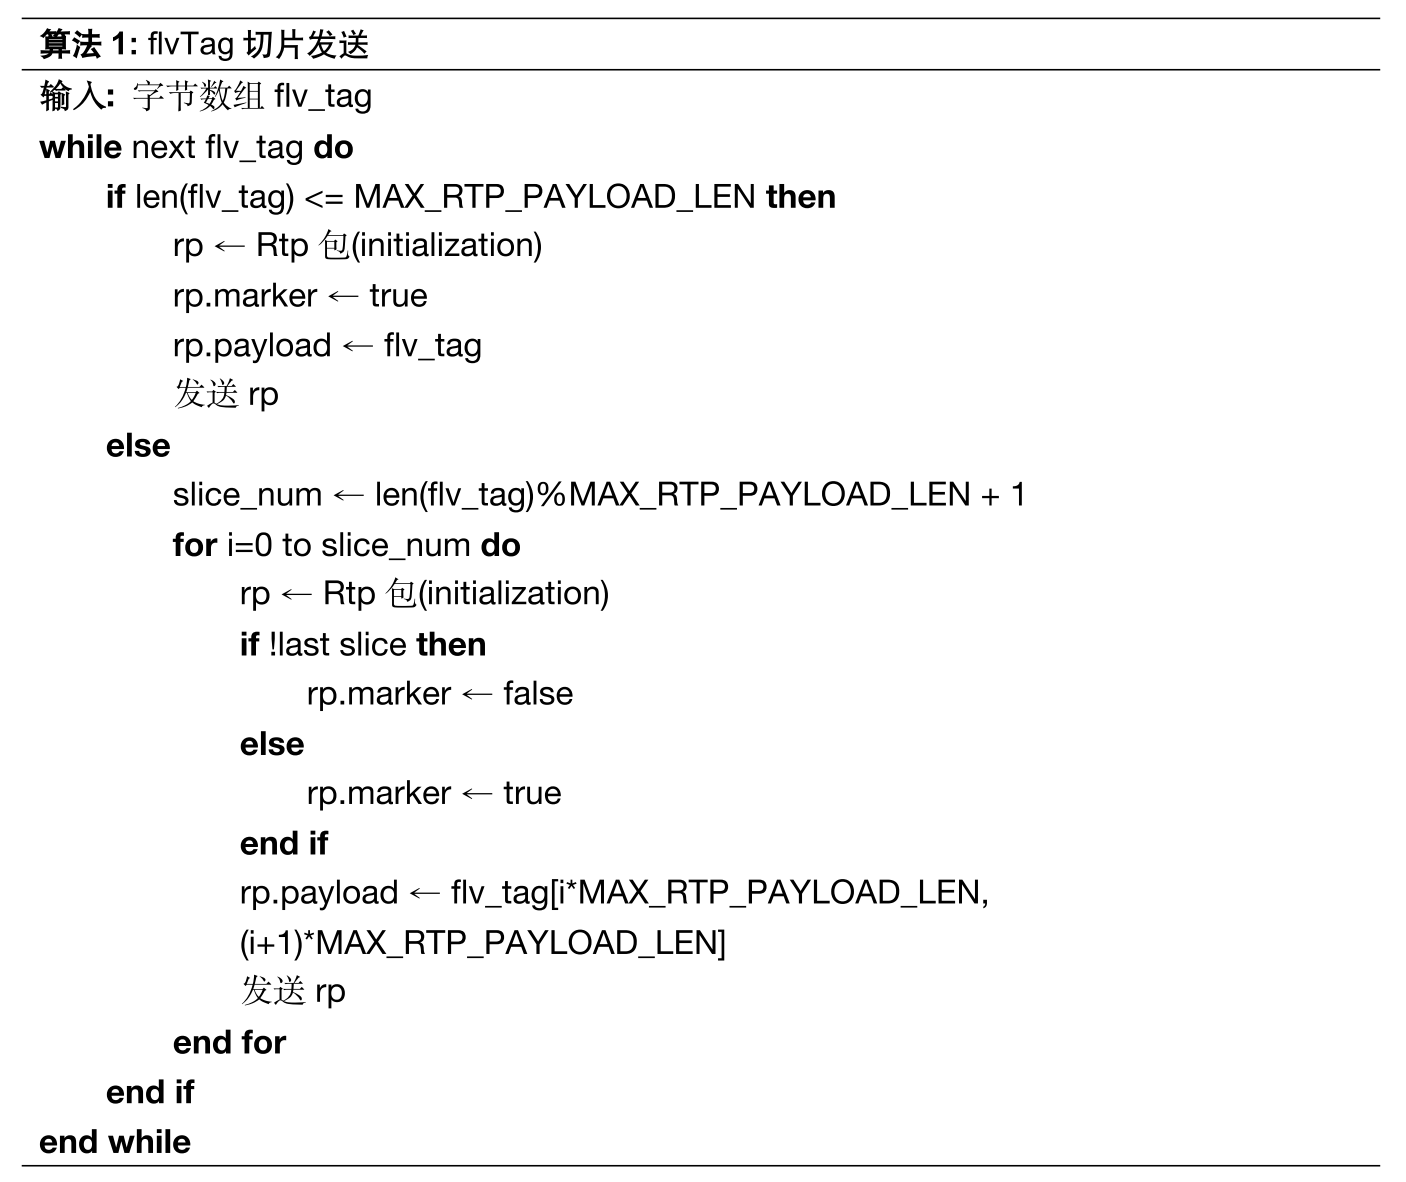 算法 1: flvTag 切片发送
输入: 字节数组 flv_tag
while next flv_tag do
if len(flv_tag) <= MAX_RTP_PAYLOAD_LEN then
rp ← Rtp 包(initialization)
rp.marker ← true
rp.payload ← flv_tag
发送 rp
else
slice_num ← len(flv_tag)%MAX_RTP_PAYLOAD_LEN + 1
for i=0 to slice_num do
rp ← Rtp 包(initialization)
if !last slice then
rp.marker ← false
else
rp.marker ← true
end if
rp.payload ← flv_tag[i*MAX_RTP_PAYLOAD_LEN,
(i+1)*MAX_RTP_PAYLOAD_LEN]
发送 rp
end for
end if
end while